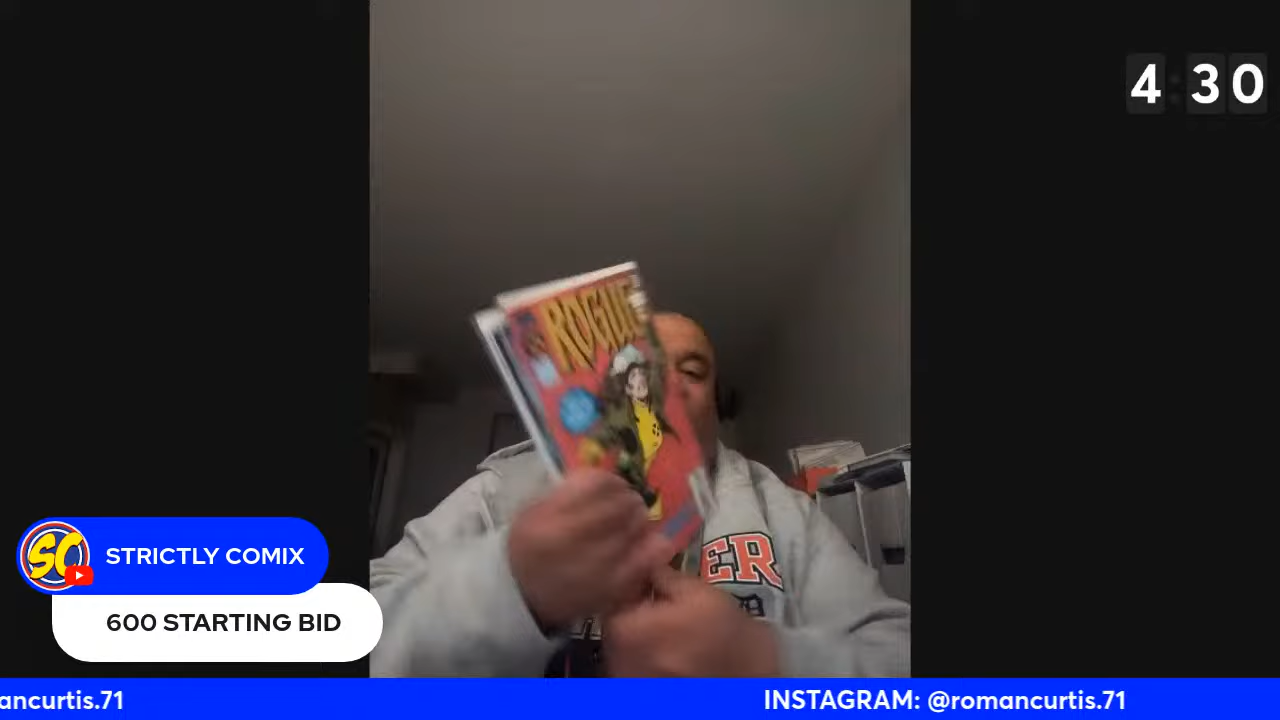 4:30
ROGUE
ER
SC
STRICTLY COMIX
600 STARTING BID
ancurtis.71
INSTAGRAM: @romancurtis.71